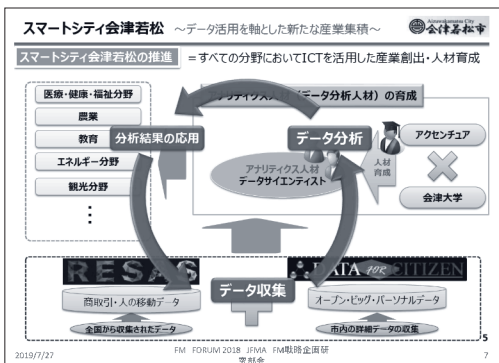 スマートシティ会津若松 ～データ活用を軸とした新たな産業集積～
Aizuwakamatsu City
会津若松市
スマートシティ会津若松の推進 ＝すべての分野においてICTを活用した産業創出・人材育成
医療・健康・福祉分野
農業
教育
エネルギー分野
観光分野
分析結果の応用
アナリティクス人材（データ分析人材）の育成
データ分析
アナリティクス人材
データサイエンティスト
人材
育成
アクセンチュア
会津大学
RESAS
データ収集
DATA FOR CITIZEN
商取引・人の移動データ
全国から収集されたデータ
オープン・ビッグ・パーソナルデータ
市内の詳細データの収集
5
2019/7/27
FM FORUM 2018 JFMA FM戦略企画研
究部会
7